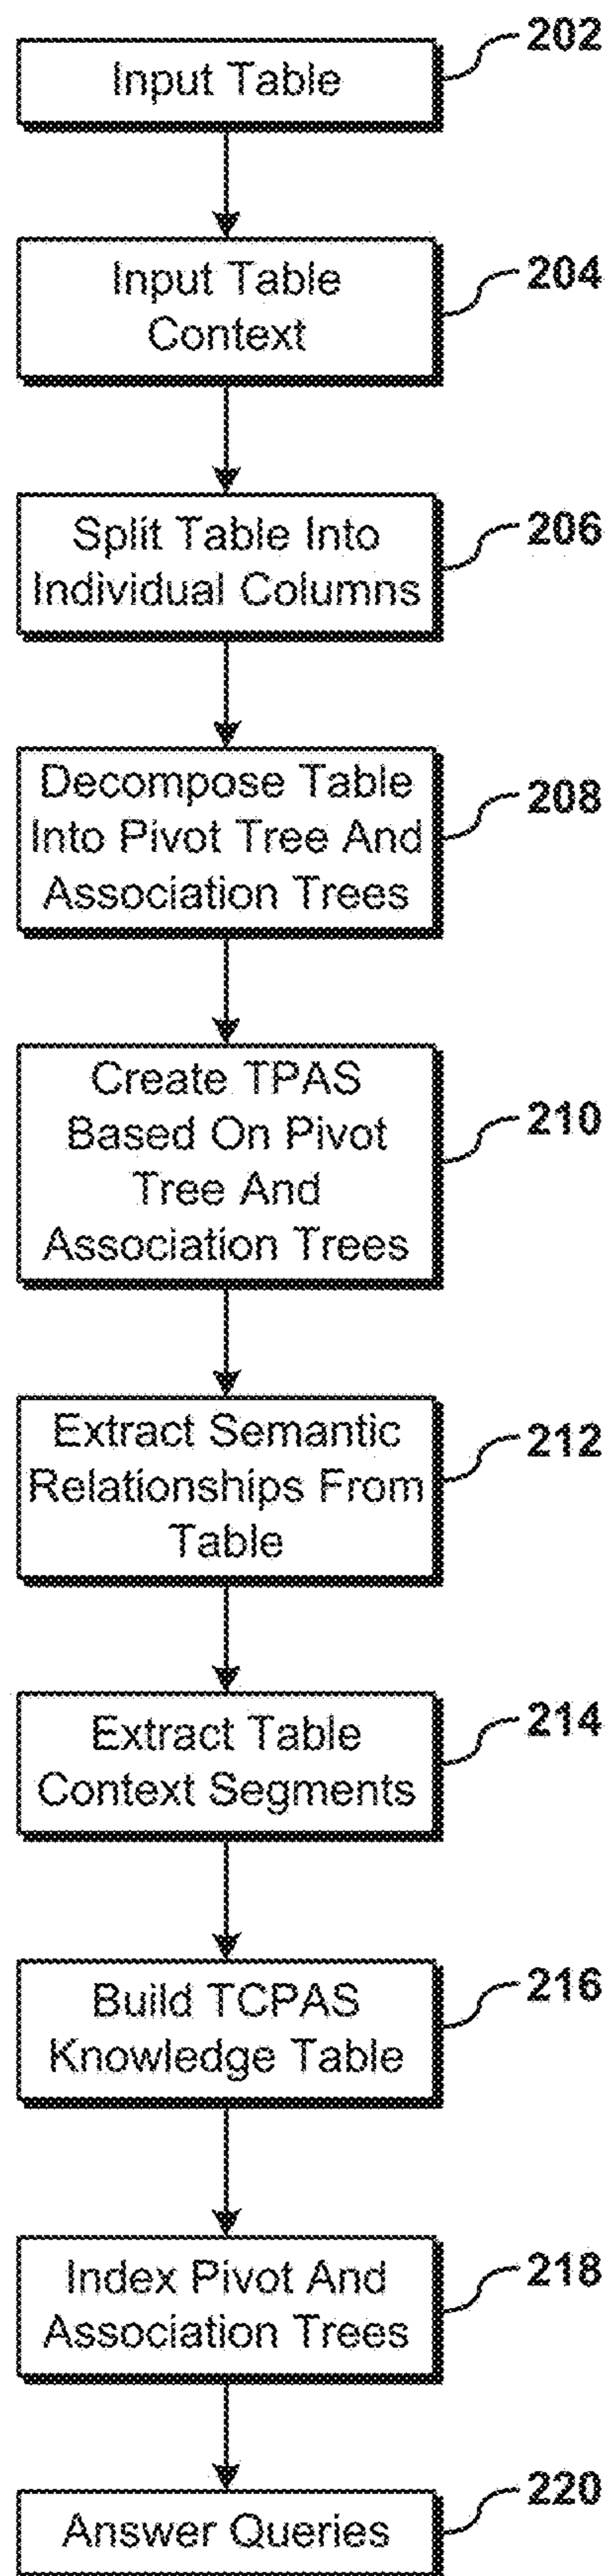 202
Input Table
204
Input Table
Context
206
Split Table Into
Individual Columns
208
Decompose Table
Into Pivot Tree And
Association Trees
210
Create TPAS
Based On Pivot
Tree And
Association Trees
212
Extract Semantic
Relationships From
Table
214
Extract Table
Context Segments
216
Build TCPAS
Knowledge Table
218
Index Pivot And
Association Trees
220
Answer Queries